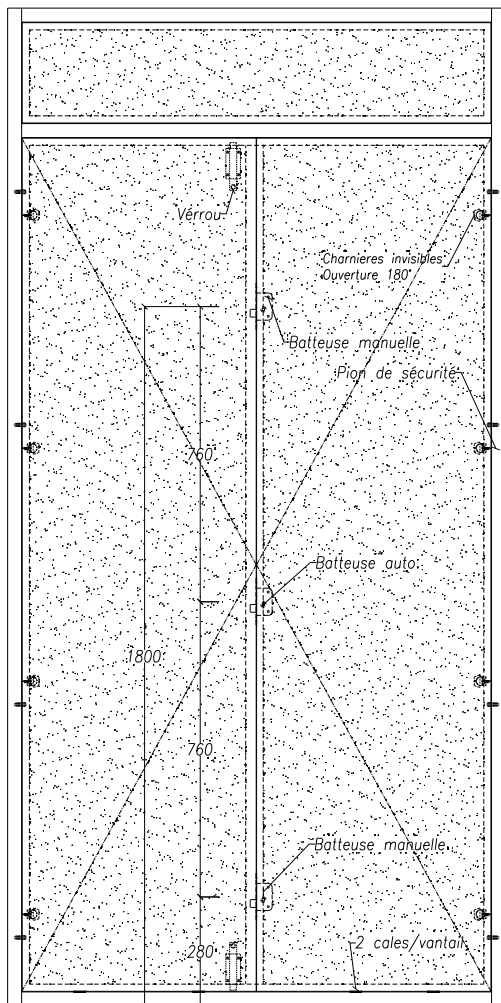 Vérrou
Charnieres invisibles
Ouverture 180°
Batteuse manuelle
Pion de sécurité
760
Batteuse auto
1800
760
Batteuse manuelle
280
2 cales/vantail